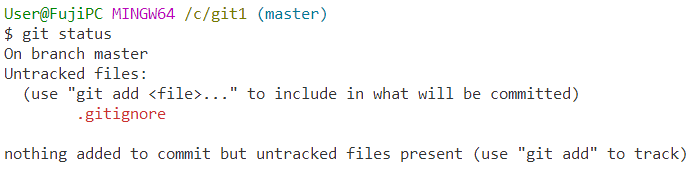 User@FujiPC MINGW64 /c/git1 (master)
$ git status
On branch master
Untracked files:
  (use "git add <file>..." to include in what will be committed)
        .gitignore

nothing added to commit but untracked files present (use "git add" to track)